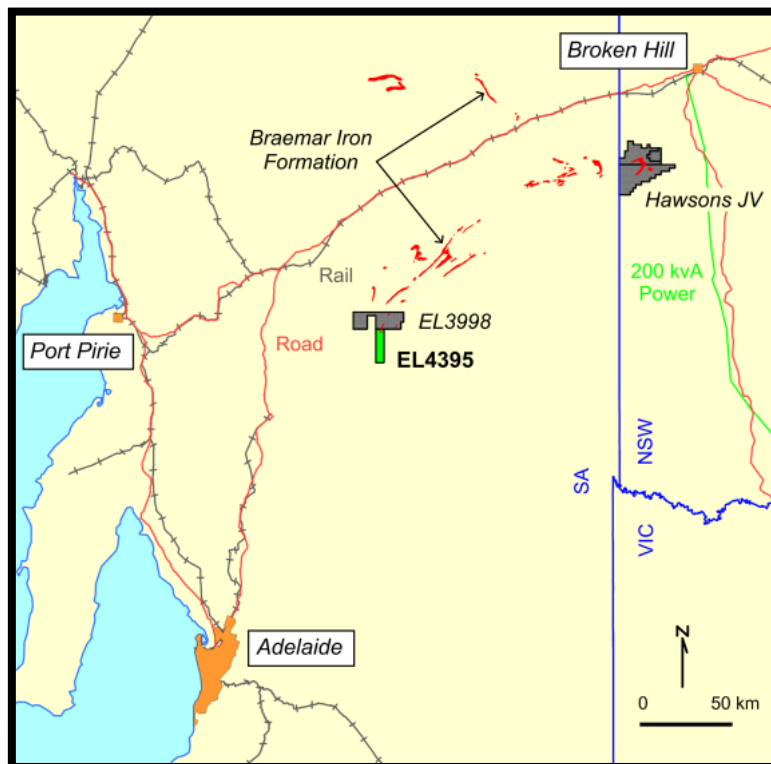 Broken Hill
Braemar Iron
Formation
Hawsons JV
Rail
200 kvA
Power
EL3998
Port Pirie
Road
EL4395
SA
NSW
VIC
Adelaide
N
0 50 km